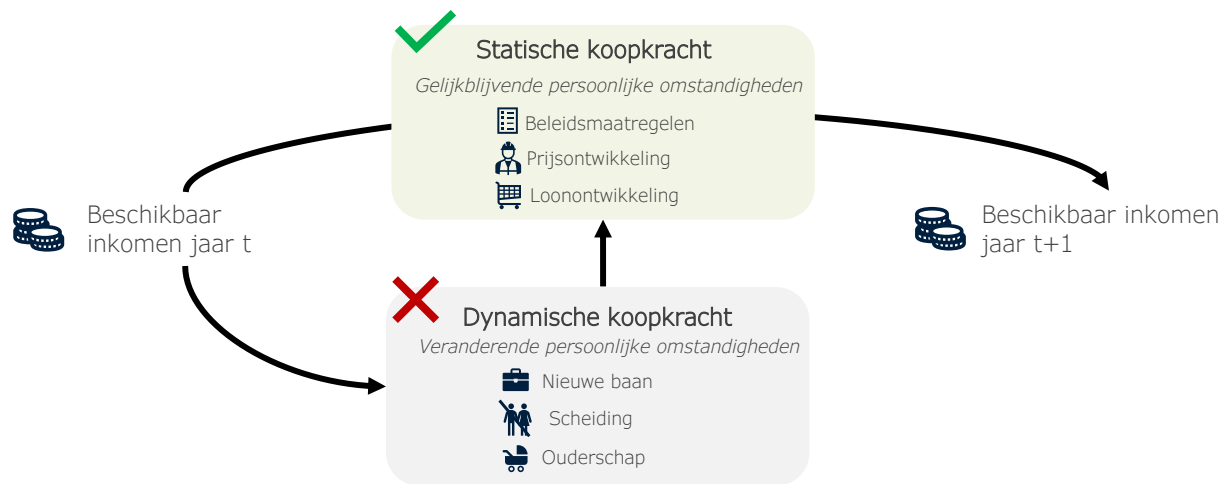 Statische koopkracht
Gelijkblijvende persoonlijke omstandigheden
Beleidsmaatregelen
Prijsontwikkeling
Loonontwikkeling
Beschikbaar
inkomen jaar t
Beschikbaar inkomen
jaar t+1
Dynamische koopkracht
Veranderende persoonlijke omstandigheden
Nieuwe baan
Scheiding
Ouderschap